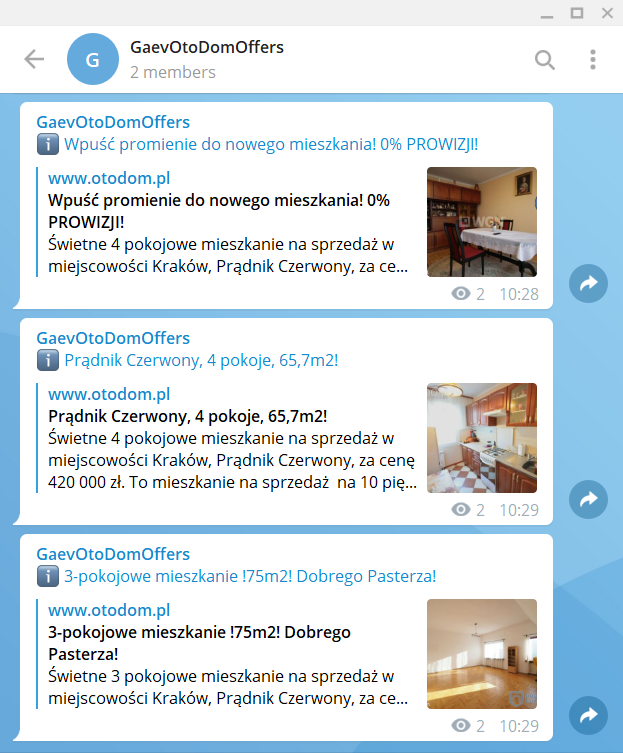 GaevOtoDomOffers
G
2 members
GaevOtoDomOffers
Wpuść promienie do nowego mieszkania! 0% PROWIZJI!
www.otodom.pl
Wpuść promienie do nowego mieszkania! 0%
PROWIZJI!
Świetne 4 pokojowe mieszkanie na sprzedaż w
miejscowości Kraków, Prądnik Czerwony, za ce...
WGN
2 10:28
GaevOtoDomOffers
Prądnik Czerwony, 4 pokoje, 65,7m2!
www.otodom.pl
Prądnik Czerwony, 4 pokoje, 65,7m2!
Świetne 4 pokojowe mieszkanie na sprzedaż w
miejscowości Kraków, Prądnik Czerwony, za cenę
420 000 zł. To mieszkanie na sprzedaż na 10 pię...
2 10:29
GaevOtoDomOffers
3-pokojowe mieszkanie !75m2! Dobrego Pasterza!
www.otodom.pl
3-pokojowe mieszkanie !75m2! Dobrego
Pasterza!
Świetne 3 pokojowe mieszkanie na sprzedaż w
miejscowości Kraków, Prądnik Czerwony, za ce...
2 10:29